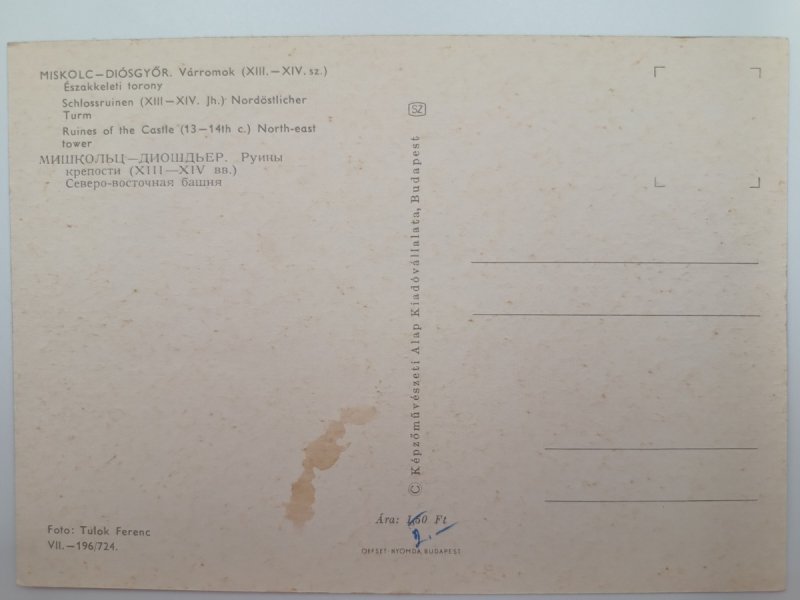 MISKOLC—DIÓSGYŐR. Várromok (XIII.—XIV. sz.)
Északkeleti torony
Schlossruinen (XIII—XIV. Jh.) Nordöstlicher
Turm
Ruines of the Castle (13—14th c.) North-east
tower
МИШКОЛЬЦ—ДИОШДЬЕР. Руины
крепости (XIII—XIV вв.)
Северо-восточная башня
SZ
© Képzőművészeti Alap Kiadóvállalata, Budapest
Foto: Tulok Ferenc
VII.—196/724.
Ára: 1,50 Ft
2.—
OFFSET-NYOMDA BUDAPEST